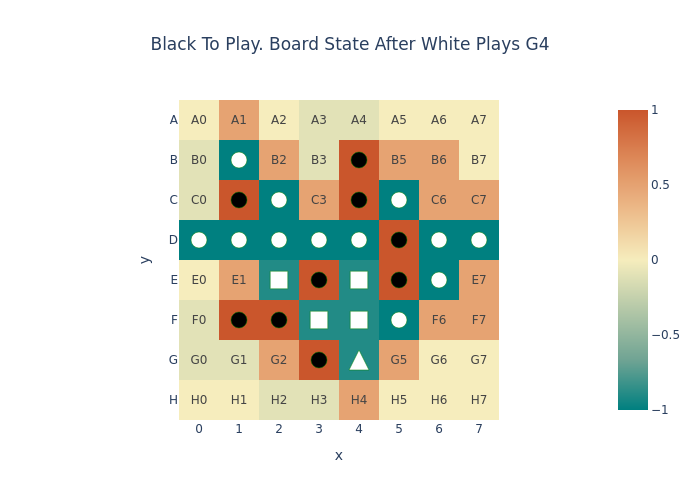 Black To Play. Board State After White Plays G4
A A0 A1 A2 A3 A4 A5 A6 A7
B B0 B2 B3 B5 B6 B7
C C0 C3 C6 C7
D
E E0 E1 E7
F F0 F6 F7
G G0 G1 G2 G5 G6 G7
H H0 H1 H2 H3 H4 H5 H6 H7
0 1 2 3 4 5 6 7
x
y
1
0.5
0
−0.5
−1